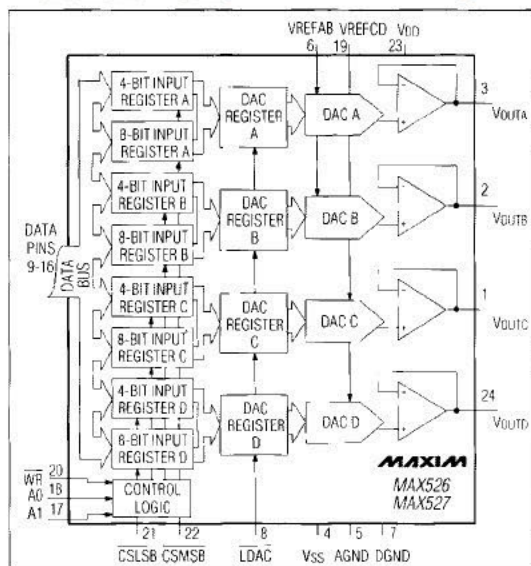 VREFAB VREFCD VDD
6 19 23
4-BIT INPUT
REGISTER A
8-BIT INPUT
REGISTER A
DAC
REGISTER
A
DAC A
3
VOUTA
4-BIT INPUT
REGISTER B
8-BIT INPUT
REGISTER B
DAC
REGISTER
B
DAC B
2
VOUTB
DATA
PINS
9-16
DATA
BUS
4-BIT INPUT
REGISTER C
8-BIT INPUT
REGISTER C
DAC
REGISTER
C
DAC C
1
VOUTC
4-BIT INPUT
REGISTER D
8-BIT INPUT
REGISTER D
DAC
REGISTER
D
DAC D
24
VOUTD
WR 20
A0 18
A1 17
CONTROL
LOGIC
MAXIM
MAX526
MAX527
21 22 8 4 5 7
CSLSB CSMSB LDAC VSS AGND DGND